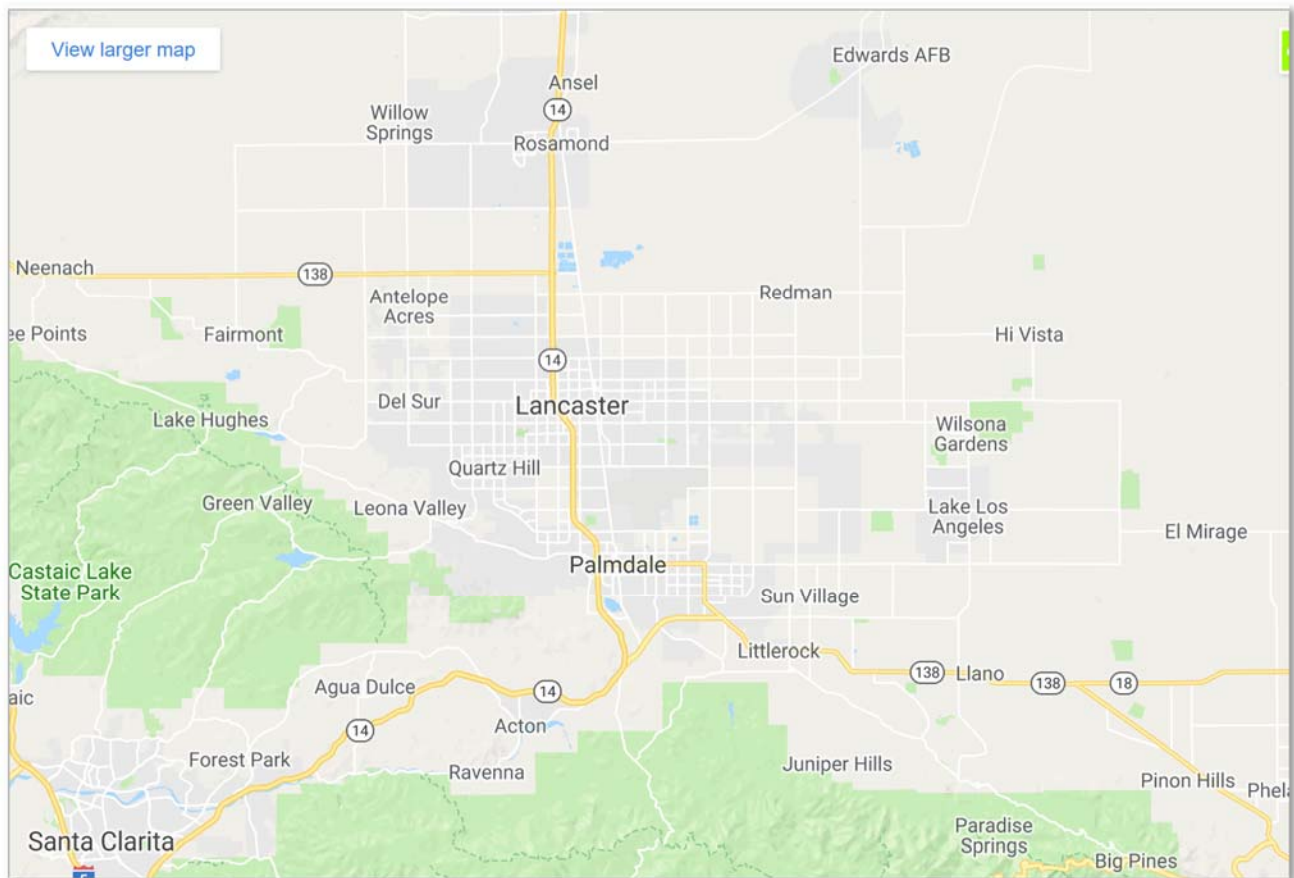 View larger map
Edwards AFB
Ansel
14
Willow
Springs
Rosamond
Neenach
138
Redman
Antelope
Acres
ee Points
Fairmont
Hi Vista
14
Del Sur
Lancaster
Lake Hughes
Wilsona
Gardens
Quartz Hill
Green Valley
Leona Valley
Lake Los
Angeles
El Mirage
Palmdale
Castaic Lake
State Park
Sun Village
Littlerock
138
Llano
138
18
Agua Dulce
14
aic
Acton
14
Forest Park
Ravenna
Juniper Hills
Pinon Hills
Phela
Santa Clarita
Paradise
Springs
Big Pines
5